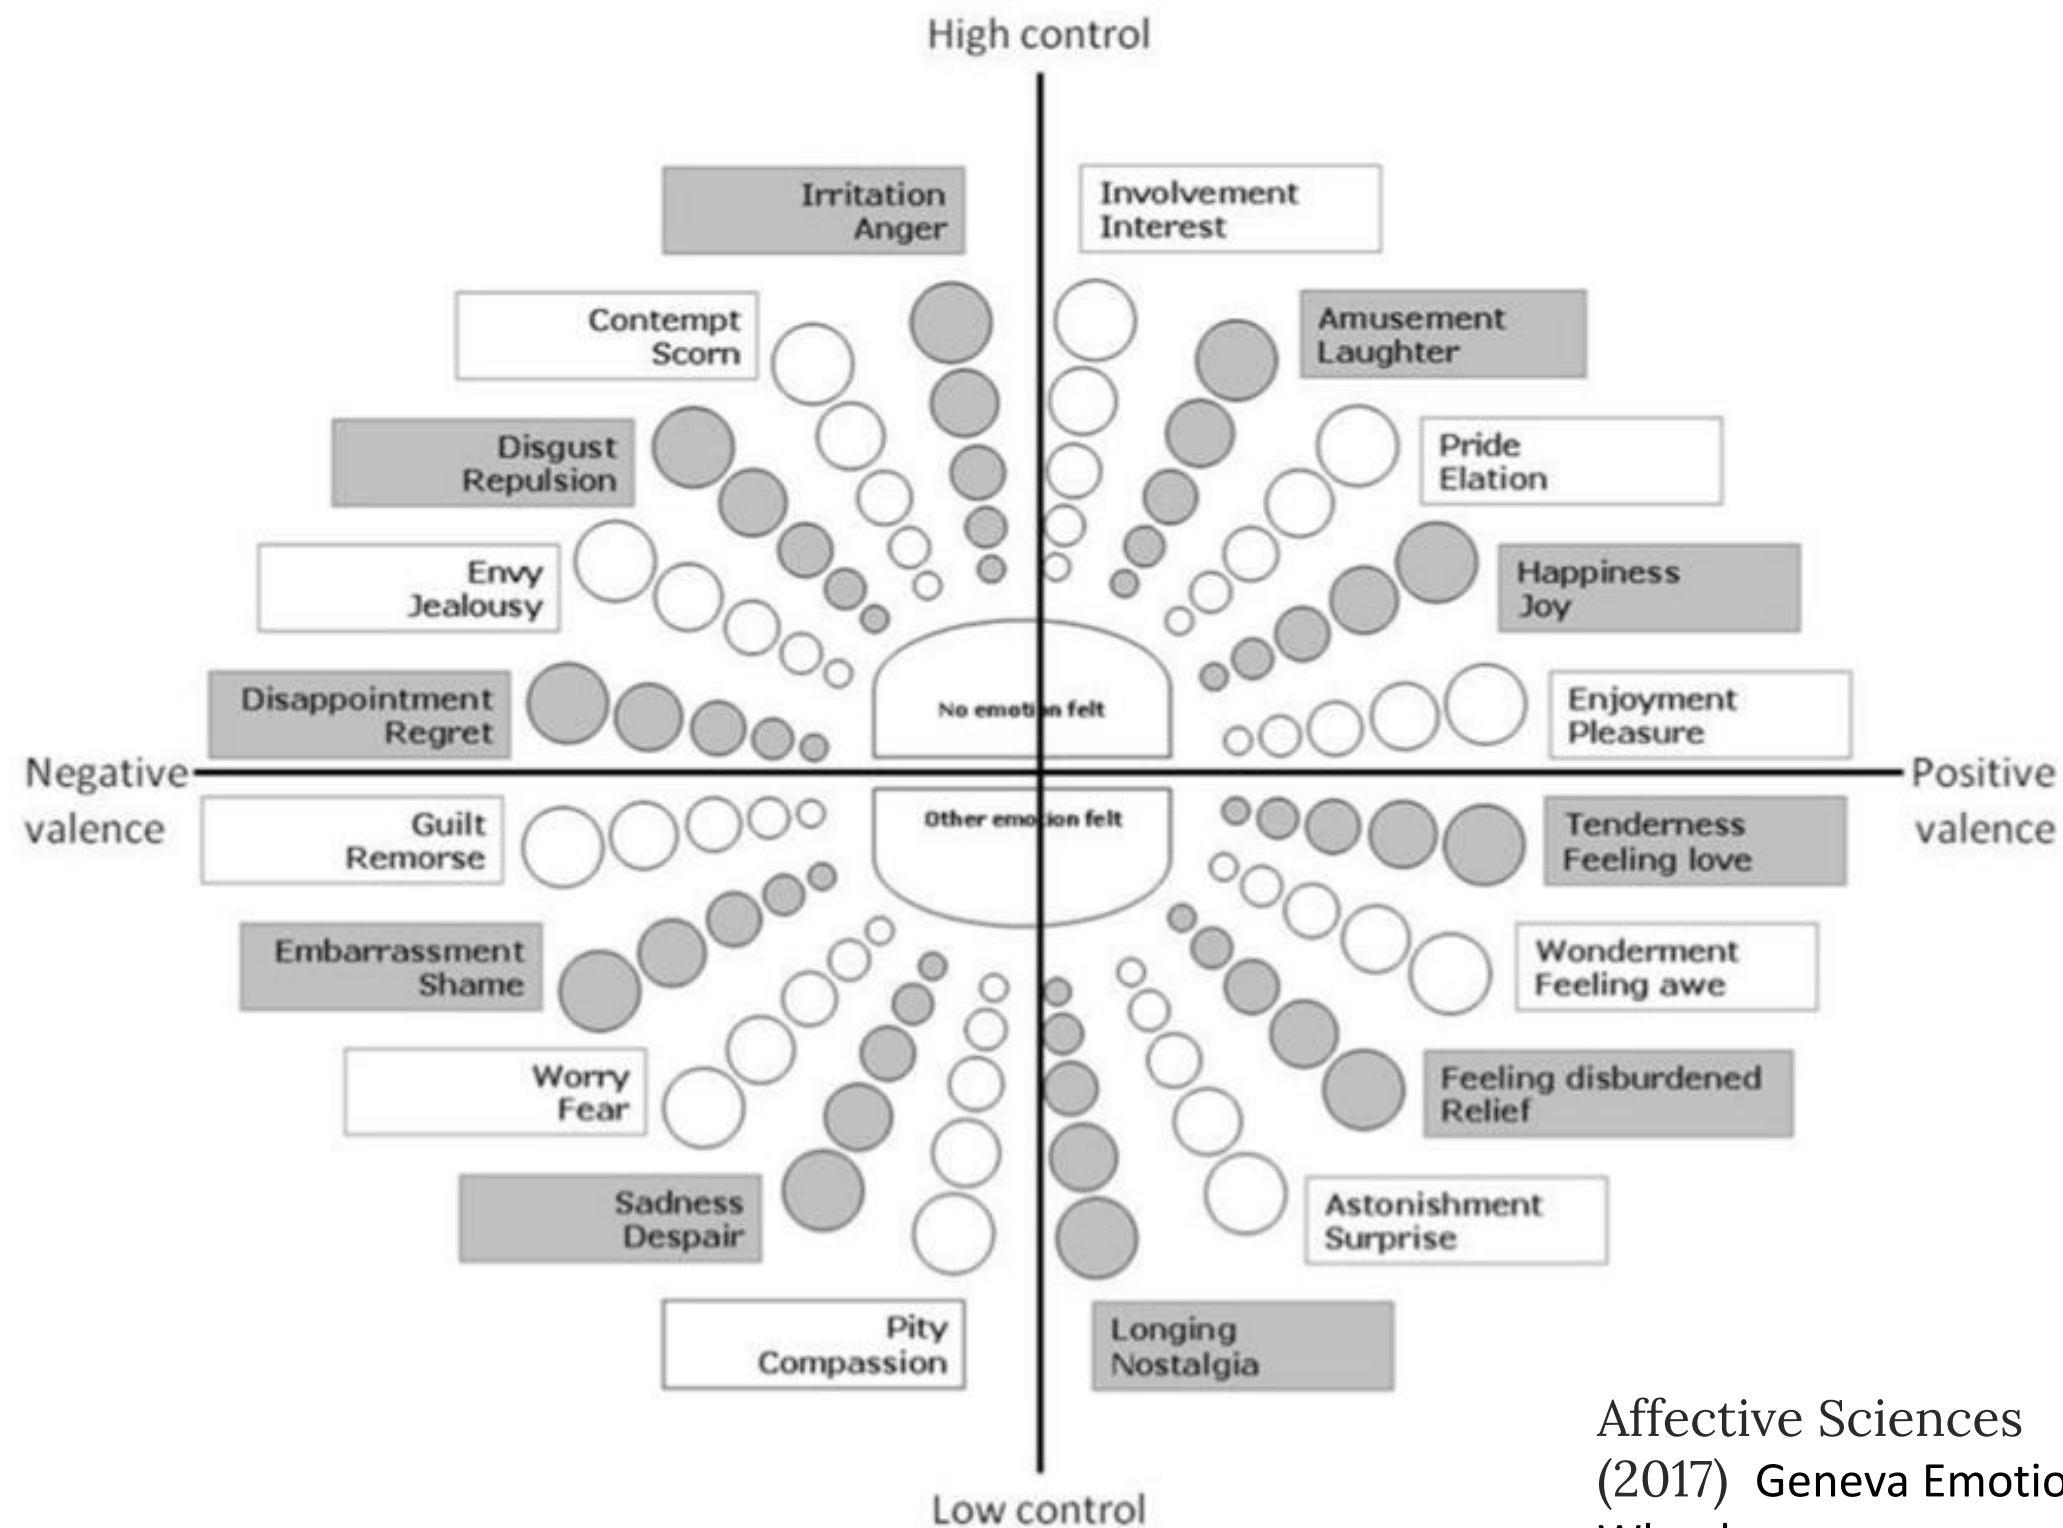 High control
Irritation
Anger
Involvement
Interest
Contempt
Scorn
Amusement
Laughter
Disgust
Repulsion
Pride
Elation
Envy
Jealousy
Happiness
Joy
Disappointment
Regret
No emotion felt
Enjoyment
Pleasure
Negative
valence
Positive
valence
Guilt
Remorse
Other emotion felt
Tenderness
Feeling love
Embarrassment
Shame
Wonderment
Feeling awe
Worry
Fear
Feeling disburdened
Relief
Sadness
Despair
Astonishment
Surprise
Pity
Compassion
Longing
Nostalgia
Affective Sciences
(2017) Geneva Emotio
Low control